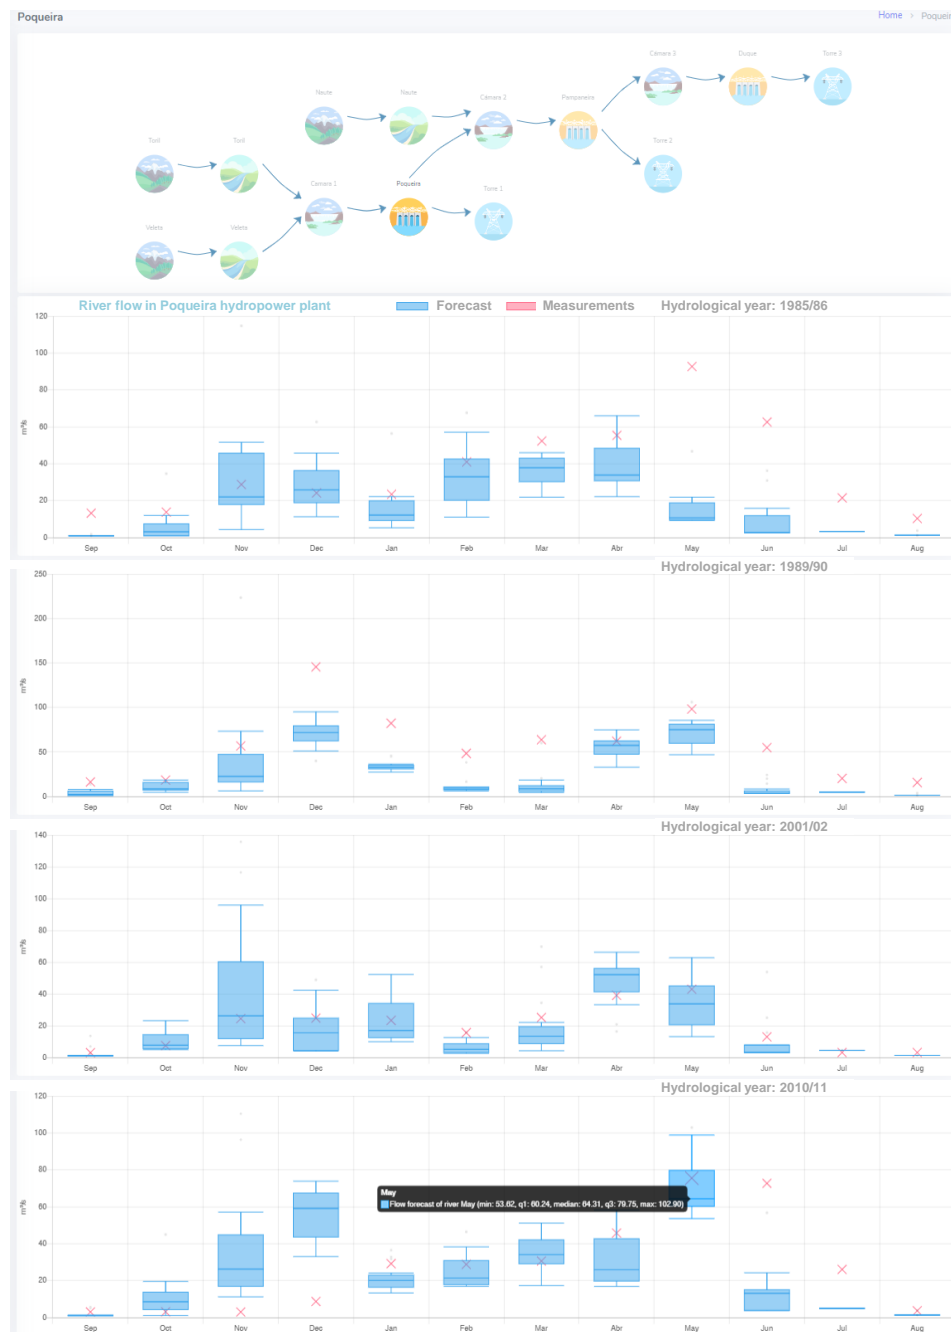 Poqueira
Home > Poqueira
Cámara 3
Duque
Torre 3
Naute
Naute
Cámara 2
Pampaneira
Toril
Toril
Torre 2
Cámara 1
Poqueira
Torre 1
Veleta
Veleta
River flow in Poqueira hydropower plant
Forecast
Measurements
Hydrological year: 1985/86
120
100
80
60
40
20
0
m³/s
Sep Oct Nov Dec Jan Feb Mar Abr May Jun Jul Aug
Hydrological year: 1989/90
250
200
150
100
50
0
m³/s
Sep Oct Nov Dec Jan Feb Mar Abr May Jun Jul Aug
Hydrological year: 2001/02
140
120
100
80
60
40
20
0
m³/s
Sep Oct Nov Dec Jan Feb Mar Abr May Jun Jul Aug
Hydrological year: 2010/11
120
100
80
60
40
20
0
m³/s
May
Flow forecast of river May (min: 53.62, q1: 60.24, median: 64.31, q3: 79.75, max: 102.90)
Sep Oct Nov Dec Jan Feb Mar Abr May Jun Jul Aug